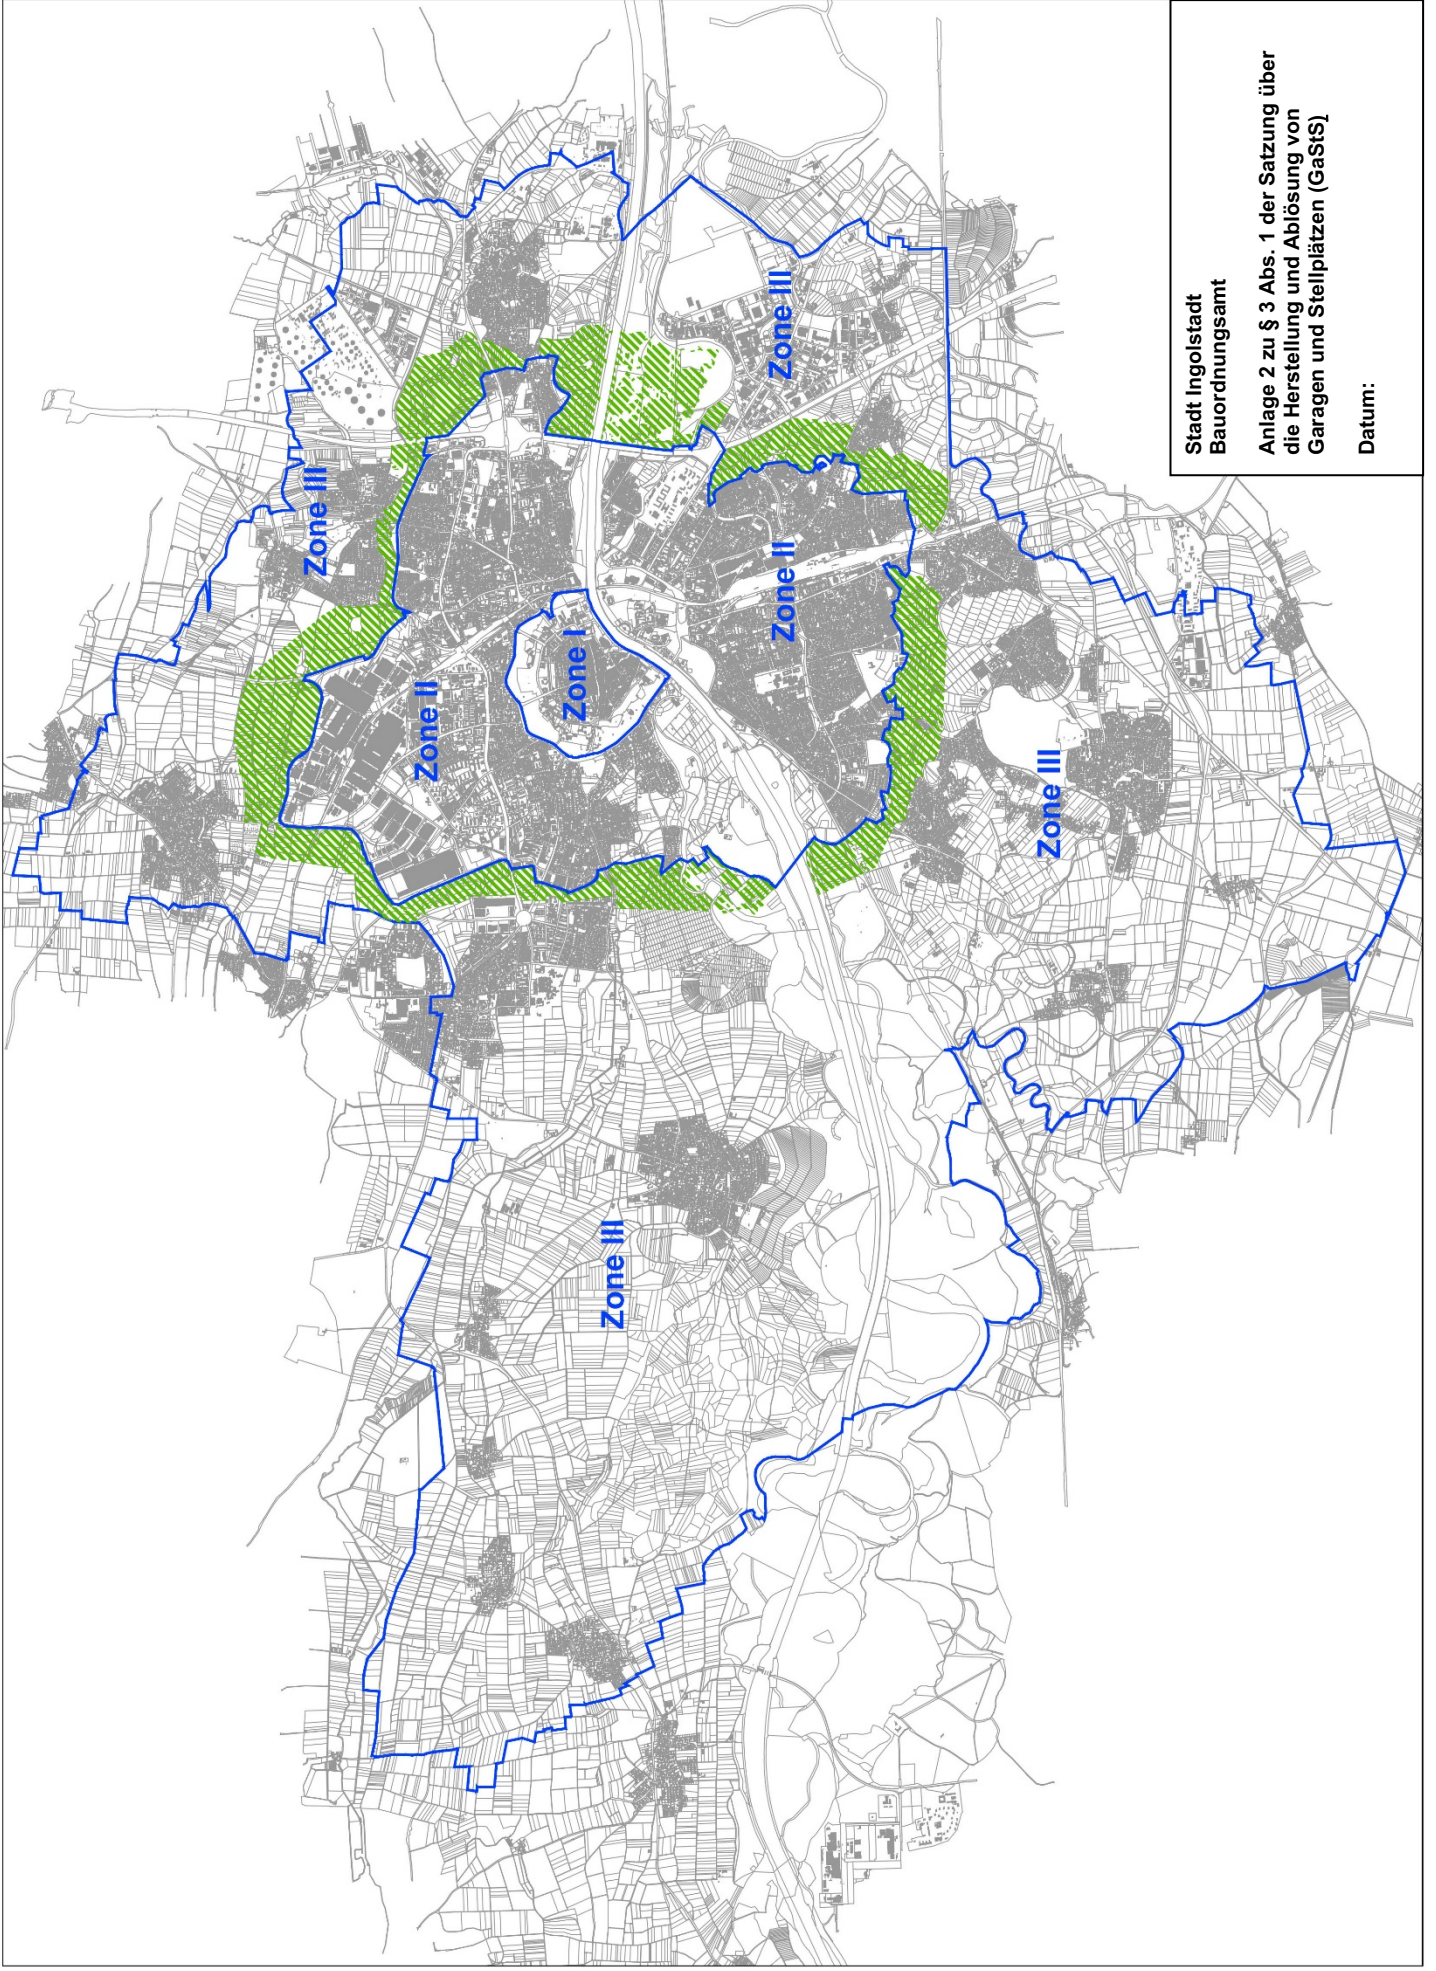 Stadt Ingolstadt
Bauordnungsamt
Anlage 2 zu § 3 Abs. 1 der Satzung über
die Herstellung und Ablösung von
Garagen und Stellplätzen (GaStS)
Datum:
Zone III
Zone III
Zone II
Zone I
Zone II
Zone III
Zone III